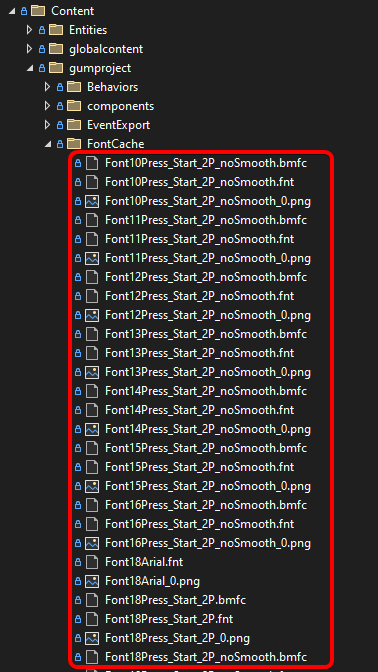 Content
Entities
globalcontent
gumproject
Behaviors
components
EventExport
FontCache
Font10Press_Start_2P_noSmooth.bmfc
Font10Press_Start_2P_noSmooth.fnt
Font10Press_Start_2P_noSmooth_0.png
Font11Press_Start_2P_noSmooth.bmfc
Font11Press_Start_2P_noSmooth.fnt
Font11Press_Start_2P_noSmooth_0.png
Font12Press_Start_2P_noSmooth.bmfc
Font12Press_Start_2P_noSmooth.fnt
Font12Press_Start_2P_noSmooth_0.png
Font13Press_Start_2P_noSmooth.bmfc
Font13Press_Start_2P_noSmooth.fnt
Font13Press_Start_2P_noSmooth_0.png
Font14Press_Start_2P_noSmooth.bmfc
Font14Press_Start_2P_noSmooth.fnt
Font14Press_Start_2P_noSmooth_0.png
Font15Press_Start_2P_noSmooth.bmfc
Font15Press_Start_2P_noSmooth.fnt
Font15Press_Start_2P_noSmooth_0.png
Font16Press_Start_2P_noSmooth.bmfc
Font16Press_Start_2P_noSmooth.fnt
Font16Press_Start_2P_noSmooth_0.png
Font18Arial.fnt
Font18Arial_0.png
Font18Press_Start_2P.bmfc
Font18Press_Start_2P.fnt
Font18Press_Start_2P_0.png
Font18Press_Start_2P_noSmooth.bmfc